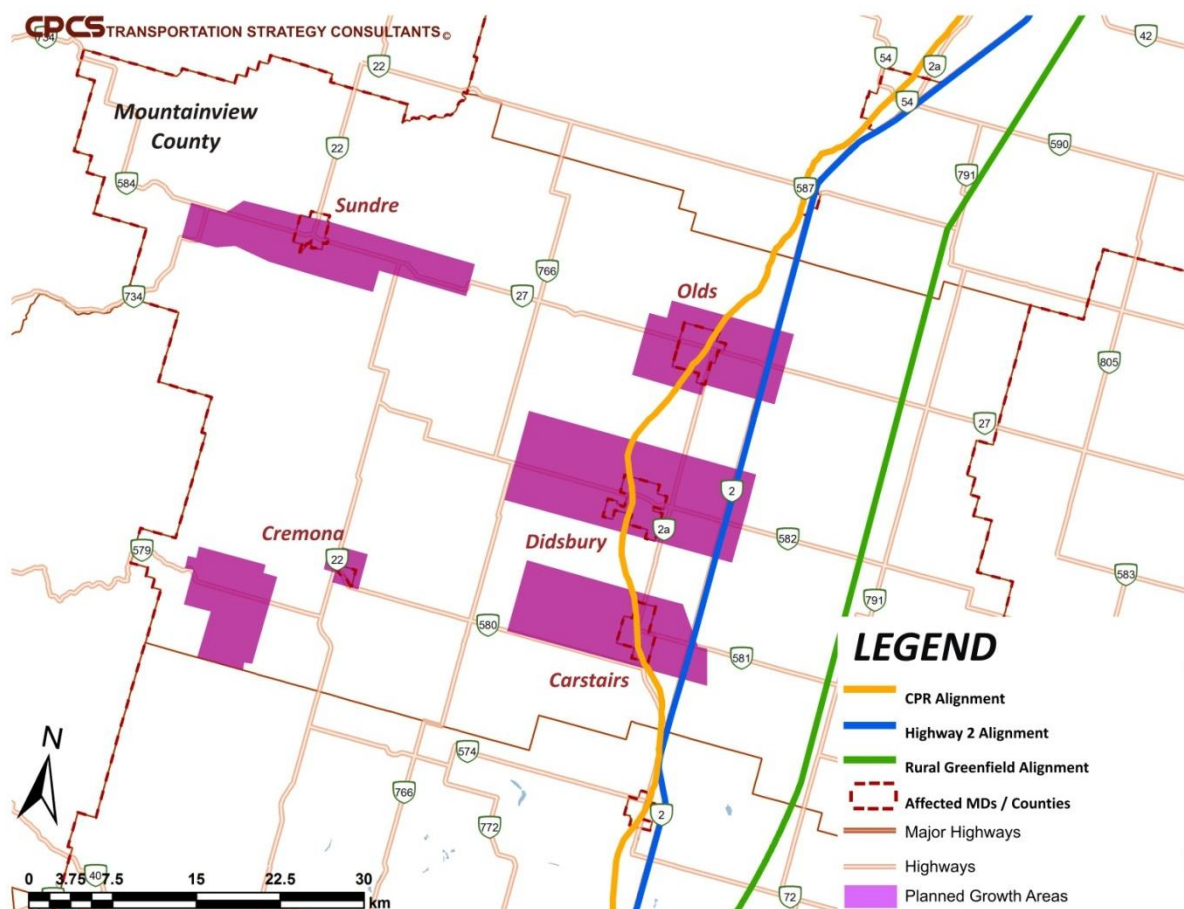 CPCS TRANSPORTATION STRATEGY CONSULTANTS ©
734
22
54
2a
42
54
Mountainview
County
22
590
791
584
587
Sundre
766
734
27
Olds
805
27
2
Cremona
Didsbury
2a
582
579
22
583
580
791
581
Carstairs
LEGEND
CPR Alignment
Highway 2 Alignment
Rural Greenfield Alignment
Affected MDs / Counties
Major Highways
Highways
Planned Growth Areas
N
574
766
2
772
40
72
0 3.75 7.5 15 22.5 30
km